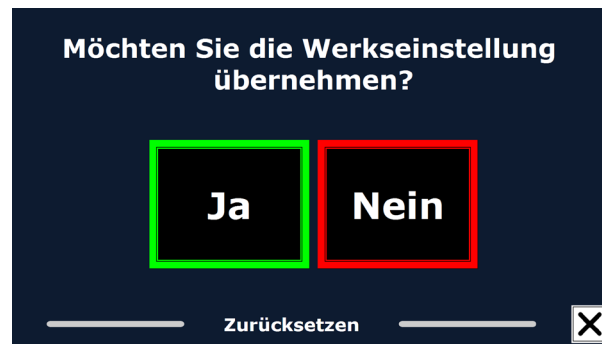 Möchten Sie die Werkseinstellung
übernehmen?
Ja
Nein
Zurücksetzen